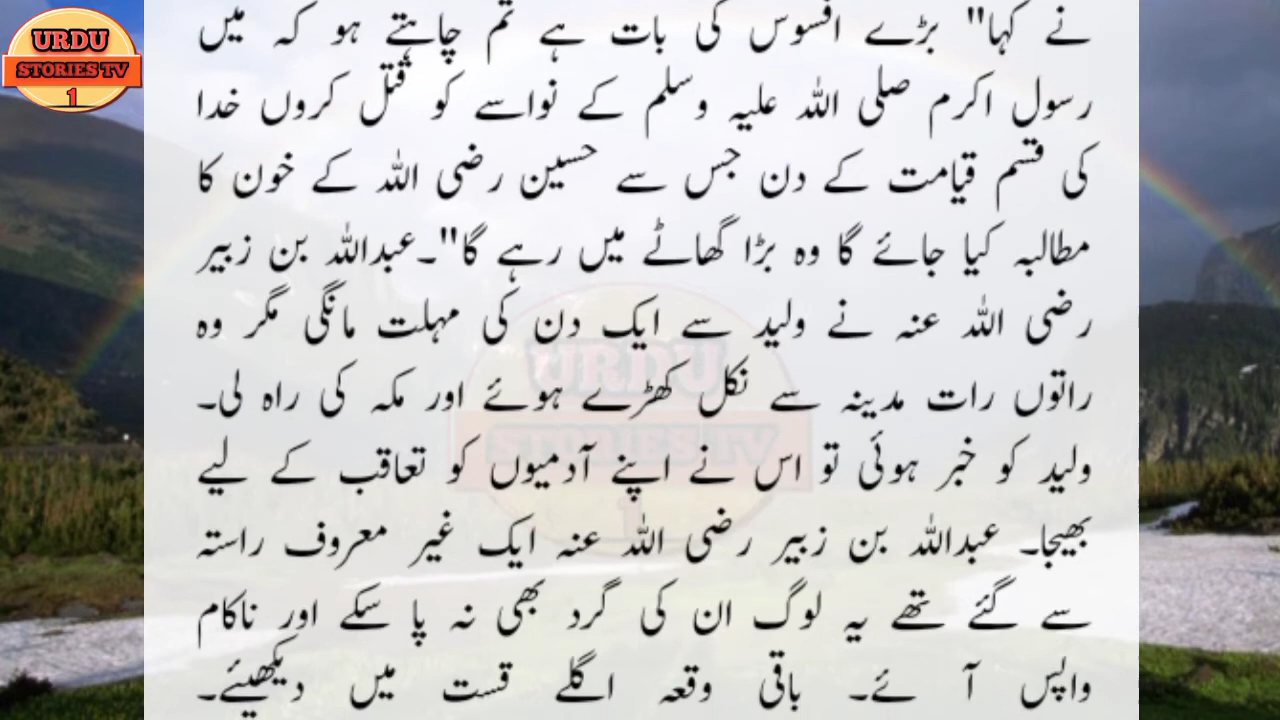 URDU
STORIES TV
1
نے کہا" بڑے افسوس کی بات ہے تم چاہتے ہو کہ میں
رسول اکرم صلی اللہ علیہ وسلم کے نواسے کو قتل کروں خدا
کی قسم قیامت کے دن جس سے حسین رضی اللہ کے خون کا
مطالبہ کیا جائے گا وہ بڑا گھاٹے میں رہے گا"۔عبداللہ بن زبیر
رضی اللہ عنہ نے ولید سے ایک دن کی مہلت مانگی مگر وہ
راتوں رات مدینہ سے نکل کھڑے ہوئے اور مکہ کی راہ لی۔
ولید کو خبر ہوئی تو اس نے اپنے آدمیوں کو تعاقب کے لیے
بھیجا۔ عبداللہ بن زبیر رضی اللہ عنہ ایک غیر معروف راستہ
سے گئے تھے یہ لوگ ان کی گرد بھی نہ پا سکے اور ناکام
واپس آ ئے۔ باقی وقعہ اگلے قست میں دیکھیئے۔
URDU
STORIES TV
1